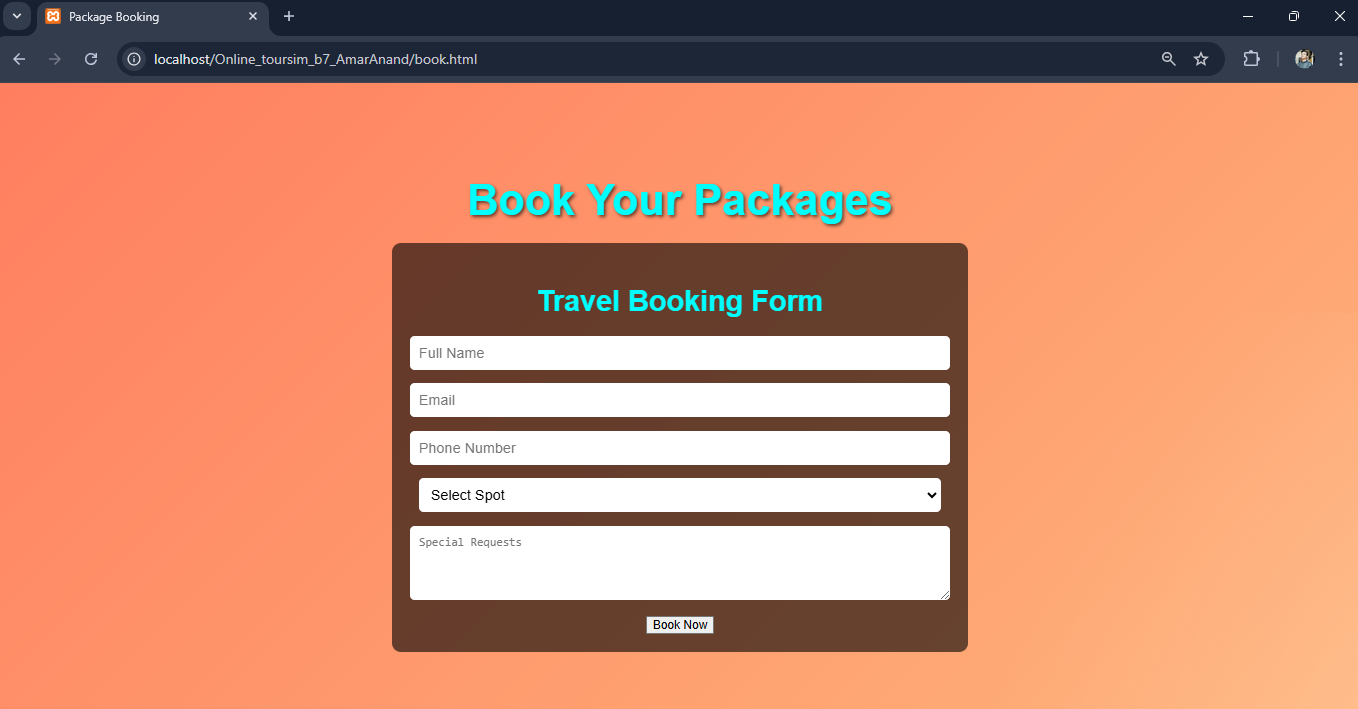 Package Booking
localhost/Online_toursim_b7_AmarAnand/book.html
Book Your Packages
Travel Booking Form
Full Name
Email
Phone Number
Select Spot
Special Requests
Book Now